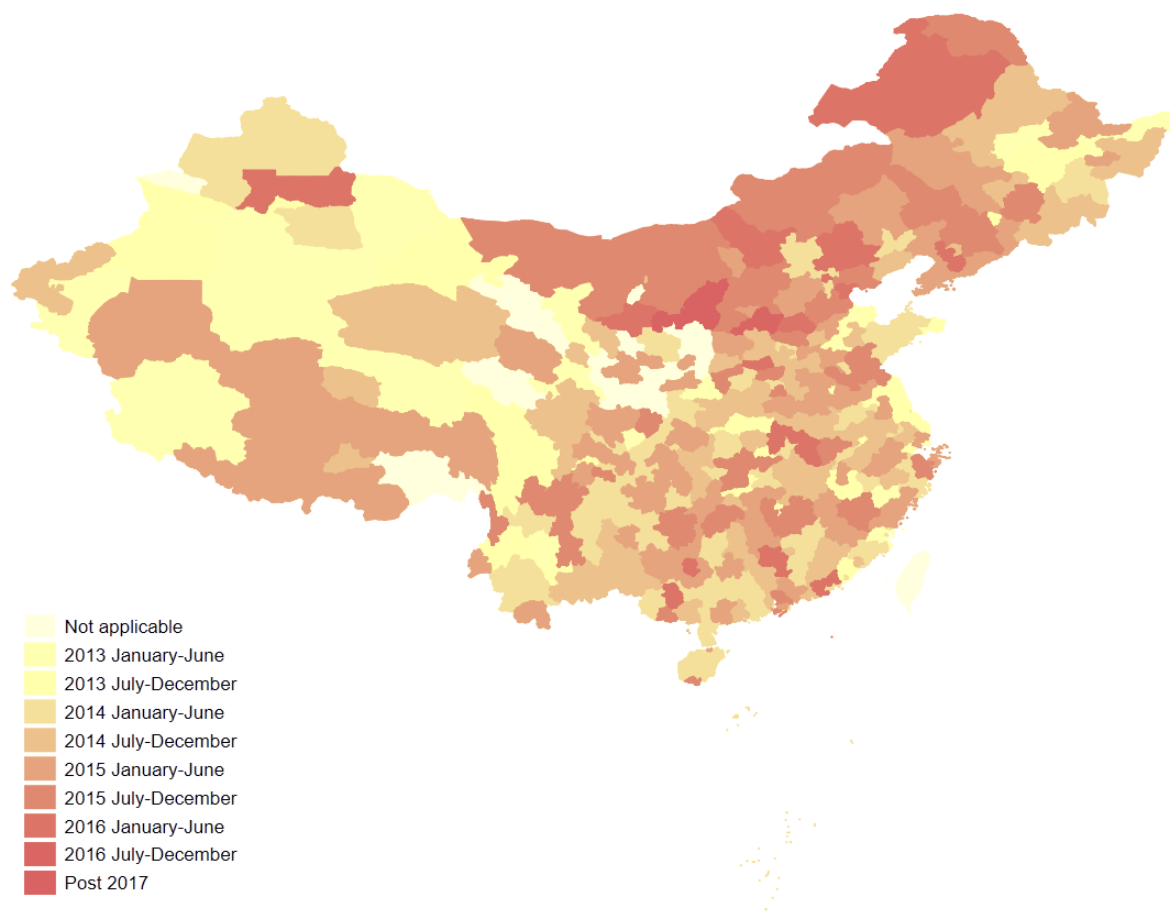 Not applicable
2013 January-June
2013 July-December
2014 January-June
2014 July-December
2015 January-June
2015 July-December
2016 January-June
2016 July-December
Post 2017